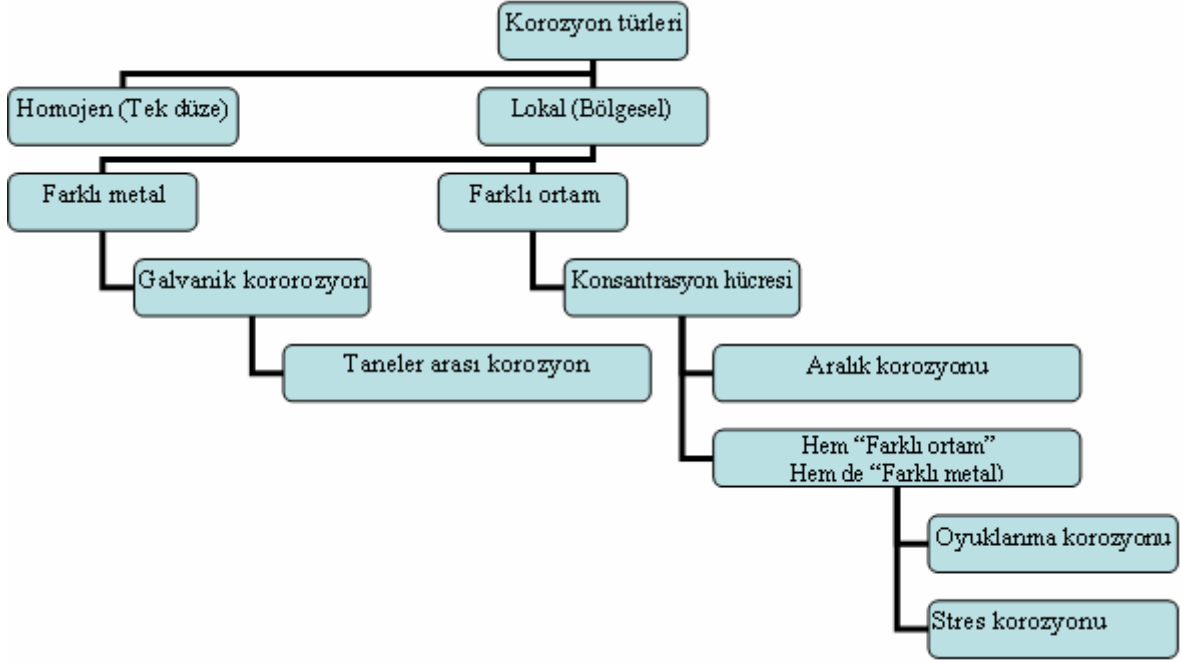 Korozyon türleri
Homojen (Tek düze)
Lokal (Bölgesel)
Farklı metal
Farklı ortam
Galvanik kororozyon
Konsantrasyon hücresi
Taneler arası korozyon
Aralık korozyonu
Hem “Farklı ortam”
Hem de “Farklı metal)
Oyuklanma korozyonu
Stres korozyonu